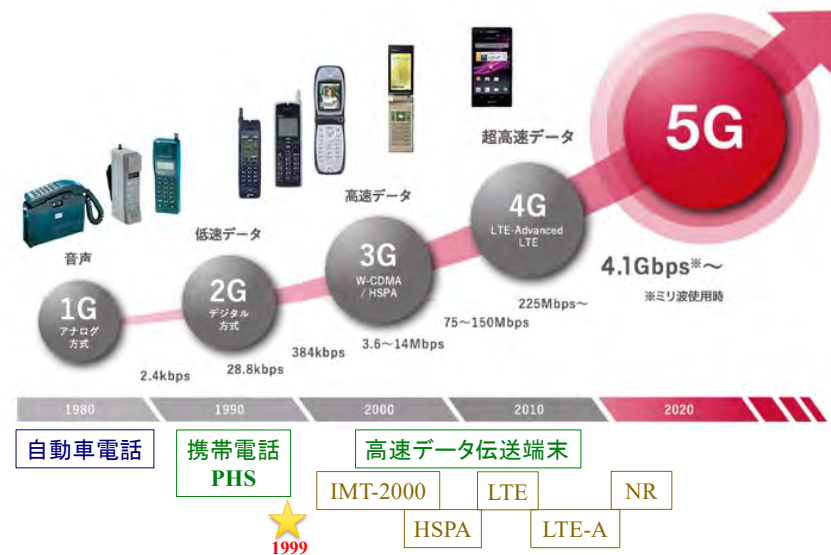 5G
超高速データ
4G
LTE-Advanced
LTE
高速データ
3G
W-CDMA
/ HSPA
低速データ
2G
デジタル
方式
音声
1G
アナログ
方式
4.1Gbps※~
※ミリ波使用時
225Mbps~
75~150Mbps
3.6~14Mbps
384kbps
28.8kbps
2.4kbps
1980
1990
2000
2010
2020
自動車電話
携帯電話
PHS
高速データ伝送端末
IMT-2000
LTE
NR
HSPA
LTE-A
1999